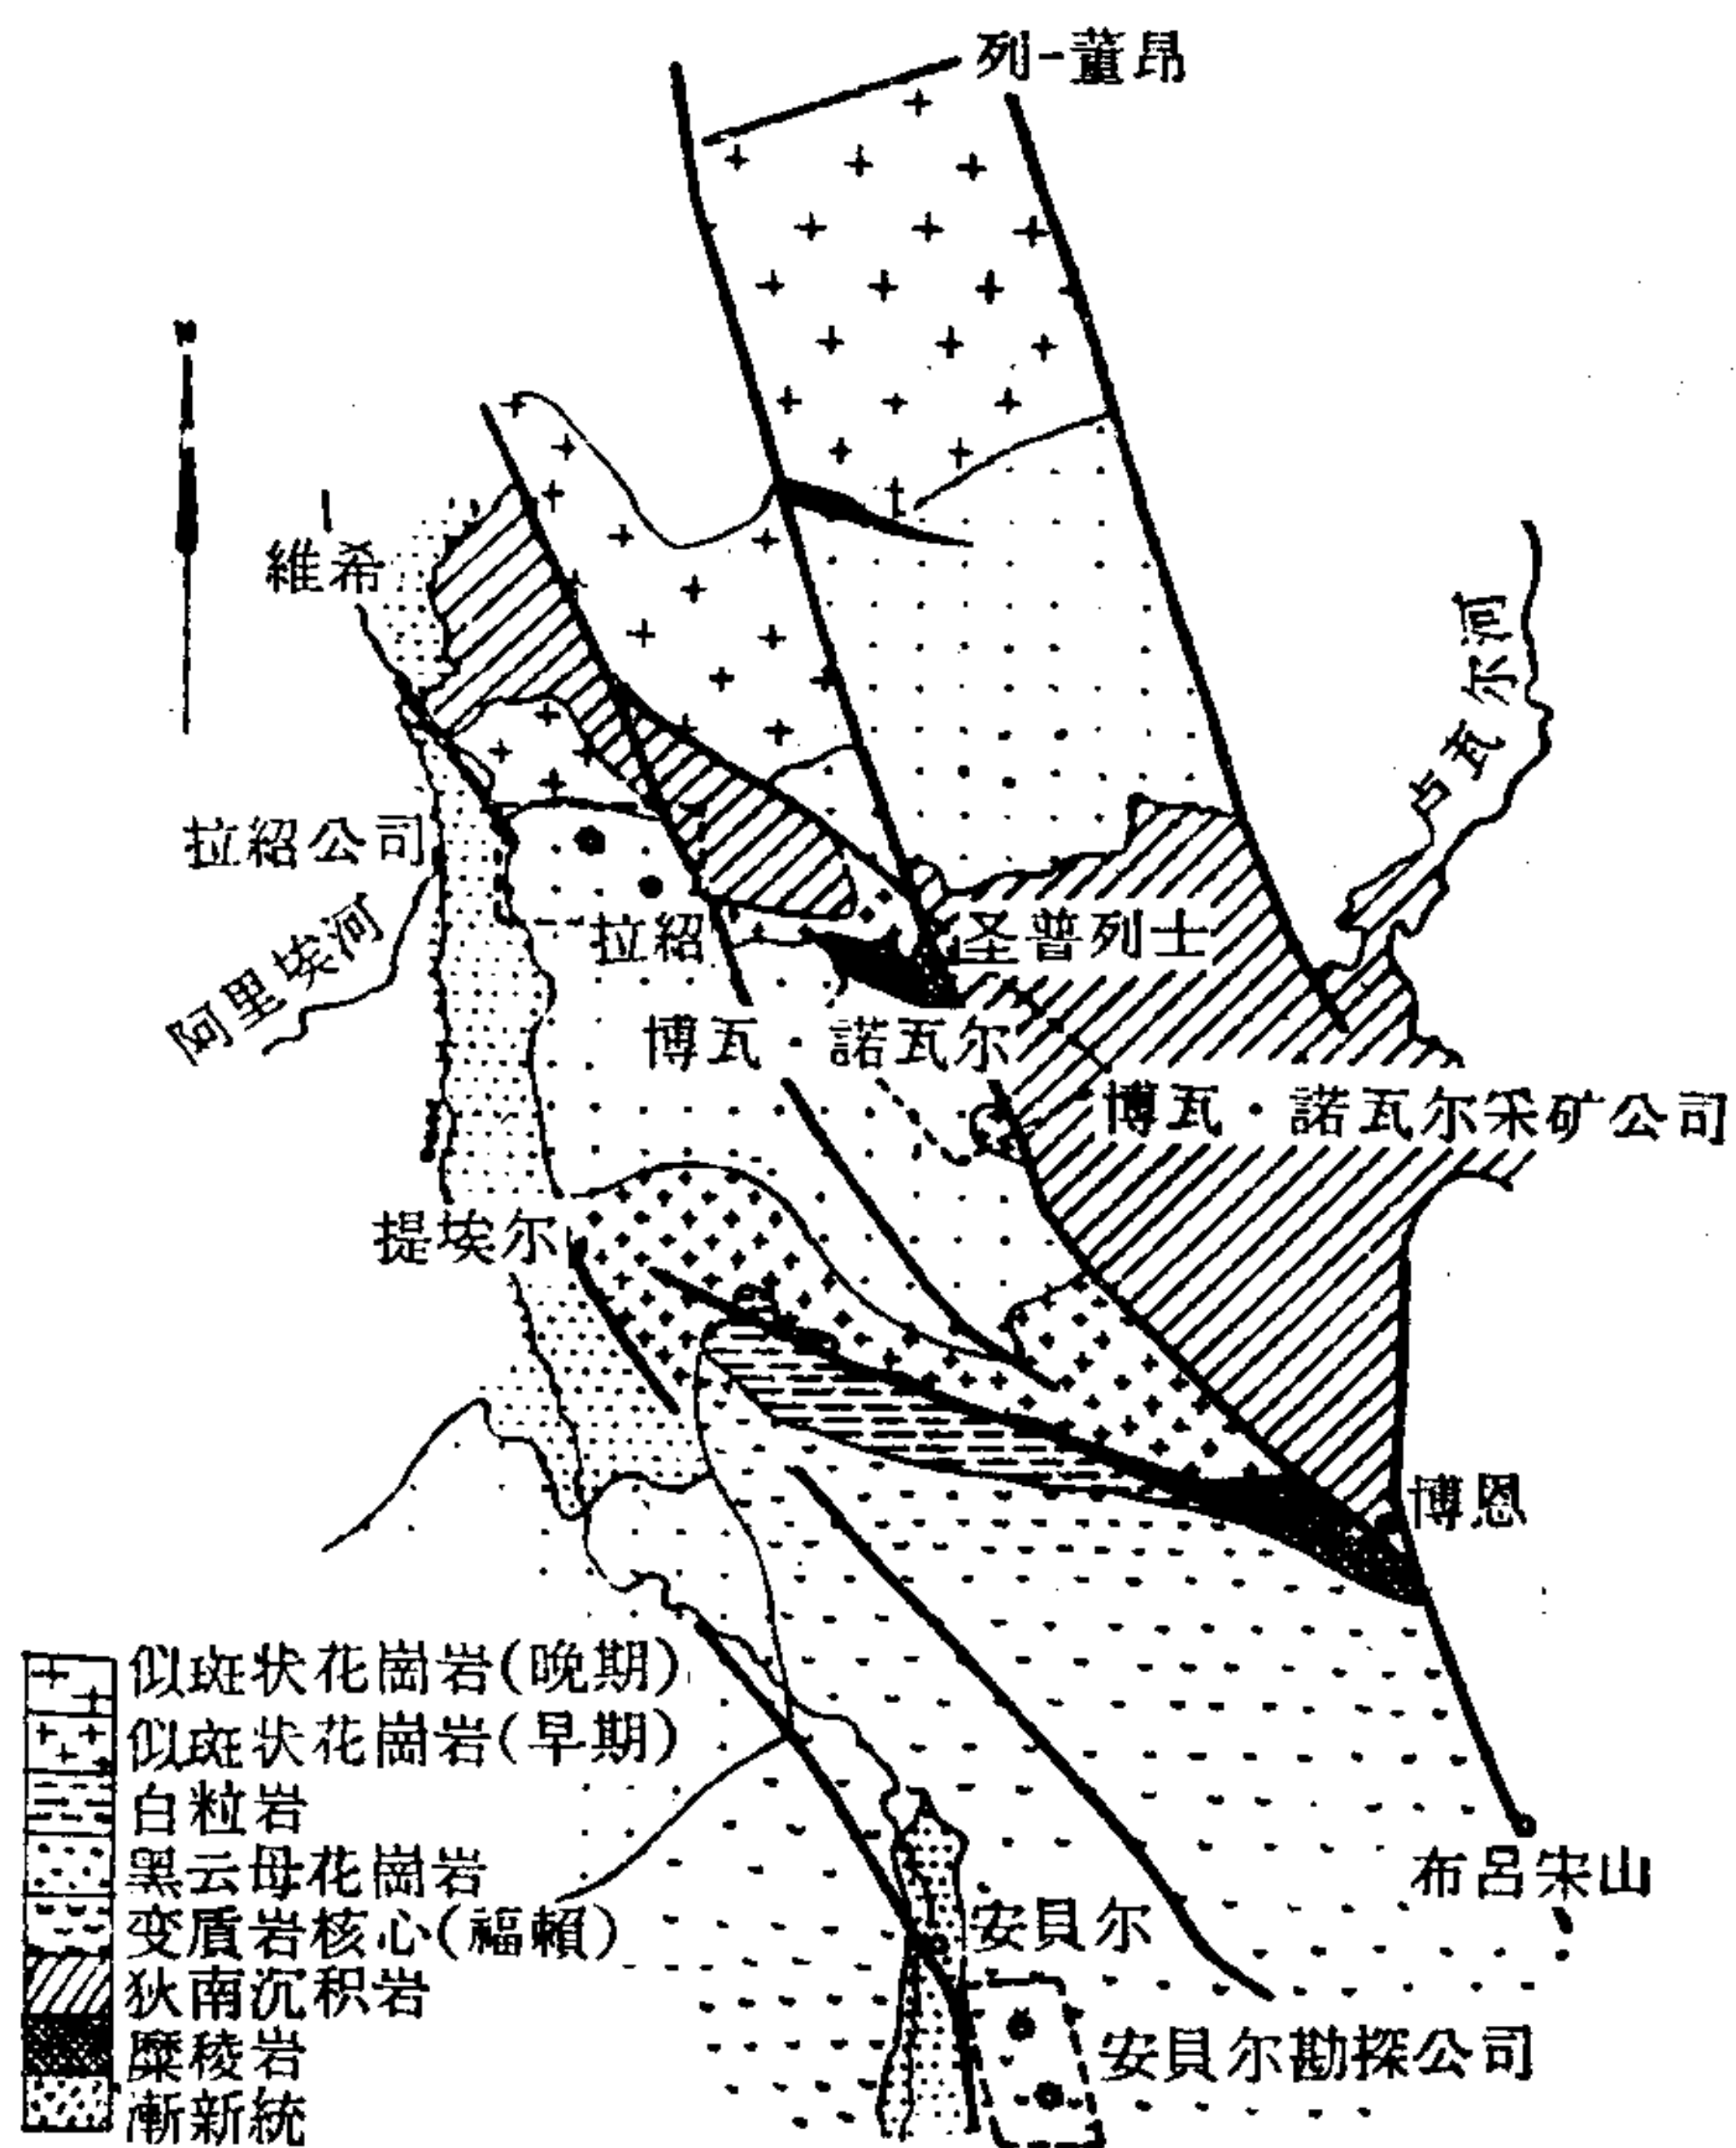 列-董昂
維希
占瓦尔河
拉紹公司
阿里埃河
拉紹
圣普列士
博瓦·諾瓦尔
博瓦·諾瓦尔采矿公司
提埃尔
博恩
布呂宋山
安貝尔
安貝尔勘探公司
似斑状花崗岩(晚期)
似斑状花崗岩(早期)
白粒岩
黑云母花崗岩
变盾岩核心(福賴)
狄南沉积岩
糜稜岩
漸新統